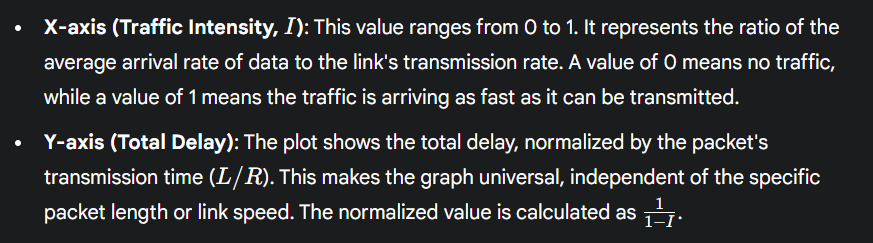 • X-axis (Traffic Intensity, I): This value ranges from 0 to 1. It represents the ratio of the
average arrival rate of data to the link's transmission rate. A value of 0 means no traffic,
while a value of 1 means the traffic is arriving as fast as it can be transmitted.
• Y-axis (Total Delay): The plot shows the total delay, normalized by the packet's
transmission time (L/R). This makes the graph universal, independent of the specific
packet length or link speed. The normalized value is calculated as 1/(1−I).